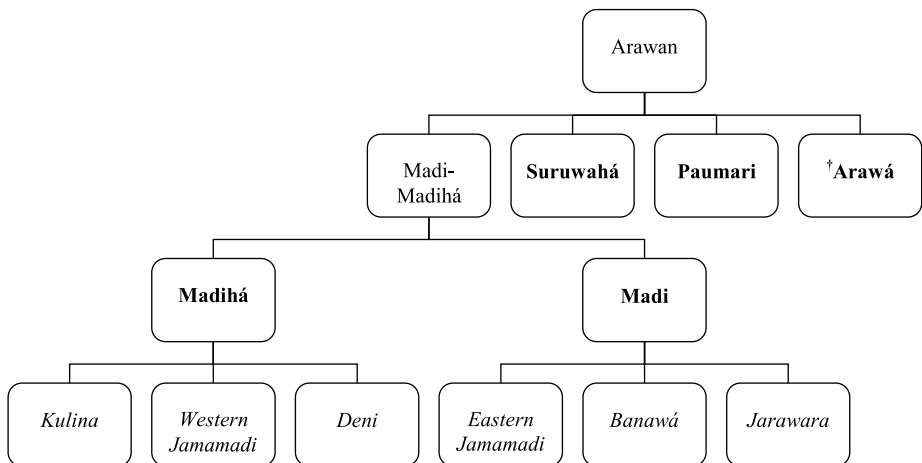 Arawan
Madi-
Madihá
Suruwahá
Paumari
†Arawá
Madihá
Madi
Kulina
Western
Jamamadi
Deni
Eastern
Jamamadi
Banawá
Jarawara